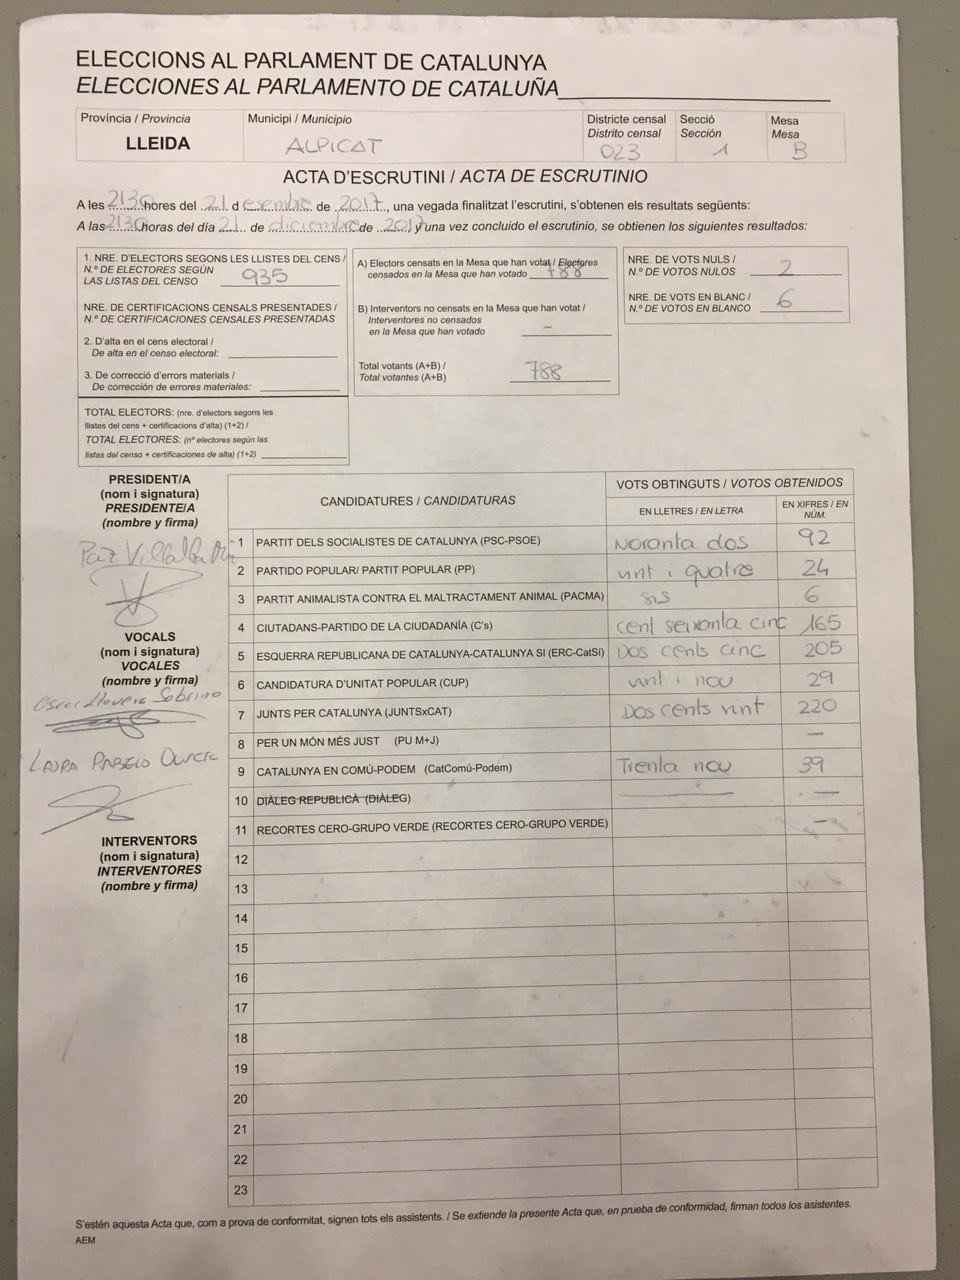 ELECCIONS AL PARLAMENT DE CATALUNYA
ELECCIONES AL PARLAMENTO DE CATALUÑA
Província / Provincia
LLEIDA
Municipi / Municipio
ALPICAT
Districte censal
Distrito censal
023
Secció
Sección
1
Mesa
Mesa
B
ACTA D'ESCRUTINI / ACTA DE ESCRUTINIO
A les 2130 hores del 21 d esembre de 2017, una vegada finalitzat l'escrutini, s'obtenen els resultats següents:
A las 2130 horas del día 21 de diciembre de 2017, y una vez concluido el escrutinio, se obtienen los siguientes resultados:
1. NRE. D'ELECTORS SEGONS LES LLISTES DEL CENS /
N.º DE ELECTORES SEGÚN
LAS LISTAS DEL CENSO 935
NRE. DE CERTIFICACIONS CENSALS PRESENTADES /
N.º DE CERTIFICACIONES CENSALES PRESENTADAS
2. D'alta en el cens electoral /
De alta en el censo electoral:
3. De correcció d'errors materials /
De corrección de errores materiales:
TOTAL ELECTORS: (nre. d'electors segons les
llistes del cens + certificacions d'alta) (1+2) /
TOTAL ELECTORES: (nº electores según las
listas del censo + certificaciones de alta) (1+2)
A) Electors censats en la Mesa que han votat / Electores
censados en la Mesa que han votado 788
B) Interventors no censats en la Mesa que han votat /
Interventores no censados
en la Mesa que han votado -
Total votants (A+B) /
Total votantes (A+B) 788
NRE. DE VOTS NULS /
N.º DE VOTOS NULOS 2
NRE. DE VOTS EN BLANC /
N.º DE VOTOS EN BLANCO 6
PRESIDENT/A
(nom i signatura)
PRESIDENTE/A
(nombre y firma)
Paz Villalba
VOCALS
(nom i signatura)
VOCALES
(nombre y firma)
Oscar Llovera Sobrino
LAURA
INTERVENTORS
(nom i signatura)
INTERVENTORES
(nombre y firma)
CANDIDATURES / CANDIDATURAS
VOTS OBTINGUTS / VOTOS OBTENIDOS
EN LLETRES / EN LETRA
EN XIFRES / EN NÚM.
1 PARTIT DELS SOCIALISTES DE CATALUNYA (PSC-PSOE) Noranta dos 92
2 PARTIDO POPULAR/ PARTIT POPULAR (PP) vint i quatre 24
3 PARTIT ANIMALISTA CONTRA EL MALTRACTAMENT ANIMAL (PACMA) sis 6
4 CIUTADANS-PARTIDO DE LA CIUDADANÍA (C's) cent seixanta cinc 165
5 ESQUERRA REPUBLICANA DE CATALUNYA-CATALUNYA SI (ERC-CatSí) Dos cents cinc 205
6 CANDIDATURA D'UNITAT POPULAR (CUP) vint i nou 29
7 JUNTS PER CATALUNYA (JUNTSxCAT) Dos cents vint 220
8 PER UN MÓN MÉS JUST (PU M+J) —
9 CATALUNYA EN COMÚ-PODEM (CatComú-Podem) Trenta nou 39
10 DIÀLEG REPUBLICÀ (DIÀLEG) — —
11 RECORTES CERO-GRUPO VERDE (RECORTES CERO-GRUPO VERDE) —
12
13
14
15
16
17
18
19
20
21
22
23
S'estén aquesta Acta que, com a prova de conformitat, signen tots els assistents. / Se extiende la presente Acta que, en prueba de conformidad, firman todos los asistentes.
AEM